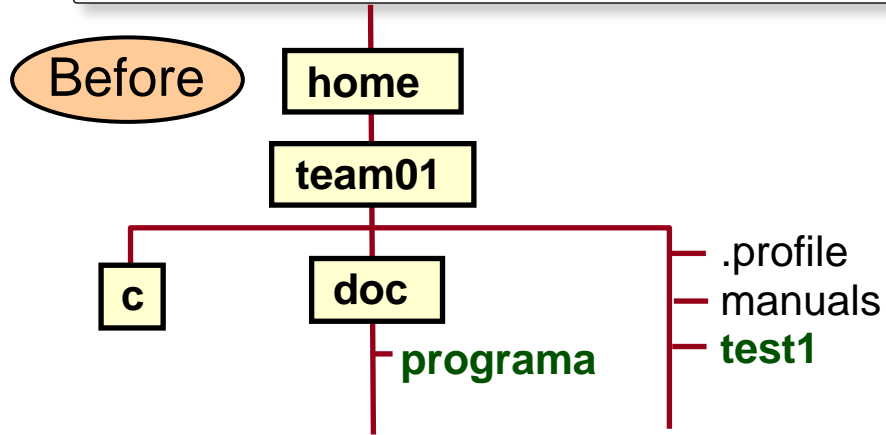 Before
home
team01
c
doc
programa
.profile
manuals
test1